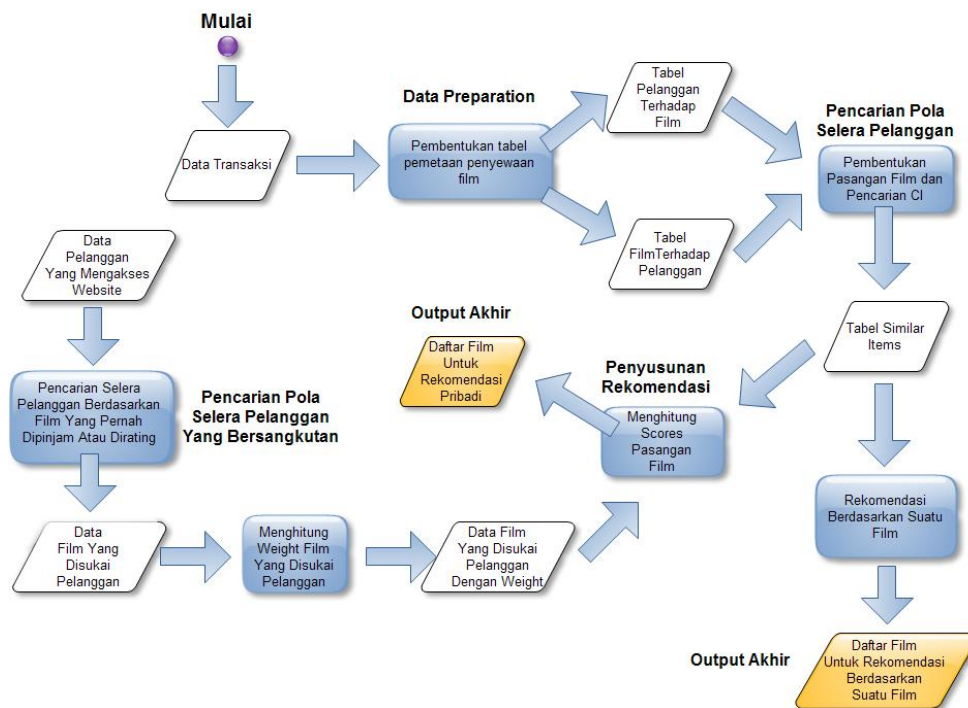 Mulai
Data Transaksi
Data Preparation
Pembentukan tabel
pemetaan penyewaan
film
Tabel
Pelanggan
Terhadap
Film
Tabel
FilmTerhadap
Pelanggan
Pencarian Pola
Selera Pelanggan
Pembentukan
Pasangan Film dan
Pencarian CI
Tabel Similar
Items
Data
Pelanggan
Yang Mengakses
Website
Pencarian Selera
Pelanggan Berdasarkan
Film Yang Pernah
Dipinjam Atau Dirating
Pencarian Pola
Selera Pelanggan
Yang Bersangkutan
Output Akhir
Daftar Film
Untuk
Rekomendasi
Pribadi
Penyusunan
Rekomendasi
Menghitung
Scores
Pasangan
Film
Data
Film Yang
Disukai
Pelanggan
Menghitung
Weight Film
Yang Disukai
Pelanggan
Data Film
Yang Disukai
Pelanggan
Dengan Weight
Rekomendasi
Berdasarkan Suatu
Film
Output Akhir
Daftar Film
Untuk Rekomendasi
Berdasarkan
Suatu Film